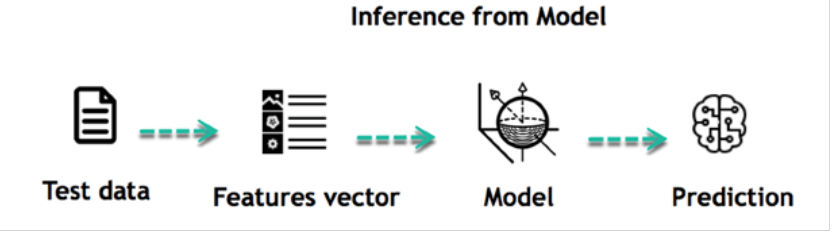 Inference from Model
Test data
Features vector
Model
Prediction